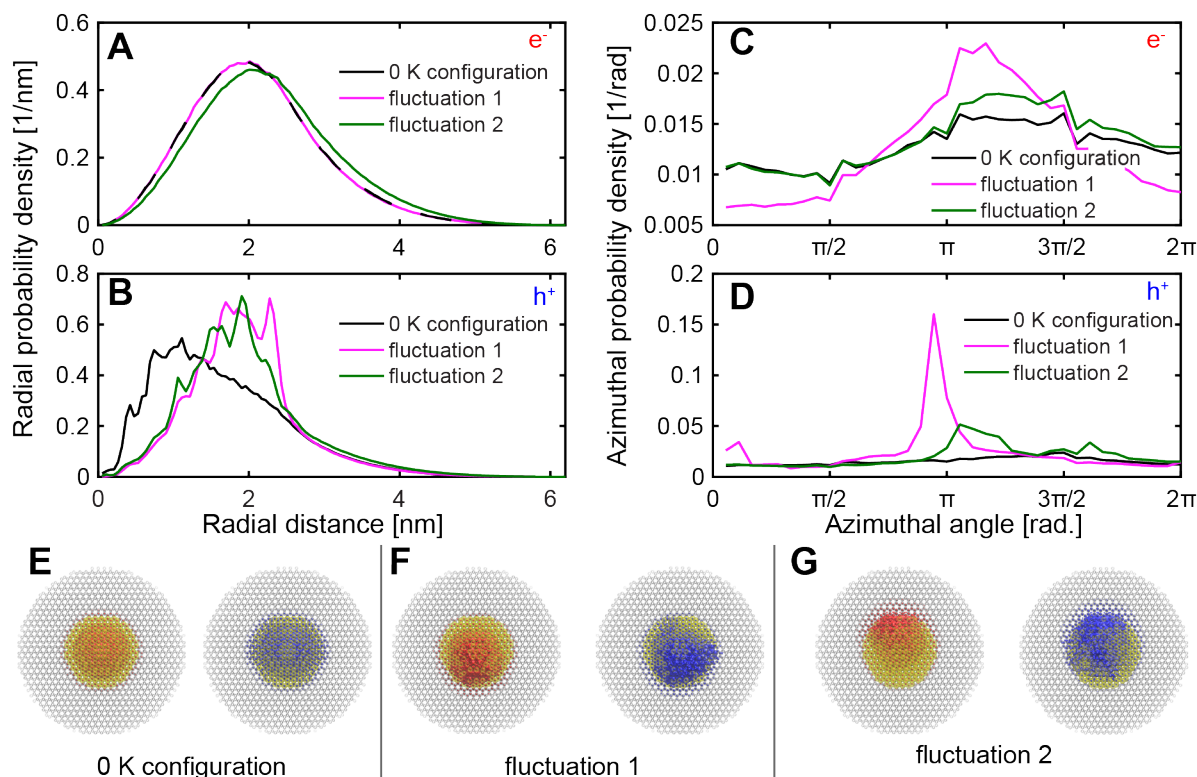 A
e-
0.6
0.4
0.2
0
0 K configuration
fluctuation 1
fluctuation 2
0
2
4
6
Radial probability density [1/nm]
B
h+
0.8
0.6
0.4
0.2
0
0 K configuration
fluctuation 1
fluctuation 2
0
2
4
6
Radial distance [nm]
C
e-
0.025
0.02
0.015
0.01
0.005
0 K configuration
fluctuation 1
fluctuation 2
0
π/2
π
3π/2
2π
Azimuthal probability density [1/rad]
D
h+
0.2
0.15
0.1
0.05
0
0 K configuration
fluctuation 1
fluctuation 2
0
π/2
π
3π/2
2π
Azimuthal angle [rad.]
E
0 K configuration
F
fluctuation 1
G
fluctuation 2